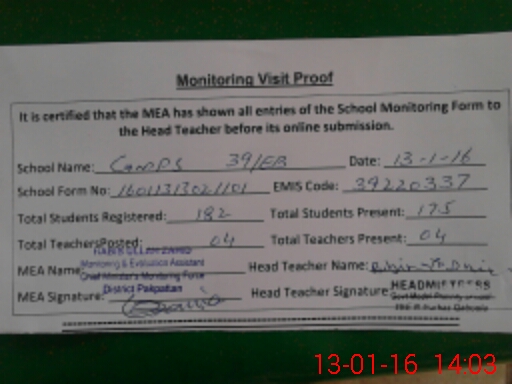 Monitoring Visit Proof
It is certified that the MEA has shown all entries of the School Monitoring Form to
the Head Teacher before its online submission.
School Name: GMMPS 39/EB Date: 13-1-16
School Form No: 16011313021101 EMIS Code: 39220337
Total Students Registered: 182 Total Students Present: 175
Total TeachersPosted: 04 Total Teachers Present: 04
MEA Name: Head Teacher Name:
Monitoring & Evaluation Assistant
Chief Minister's Monitoring Force
District Pakpattan
MEA Signature: Head Teacher Signature: HEADMISTRESS
13-01-16 14:03